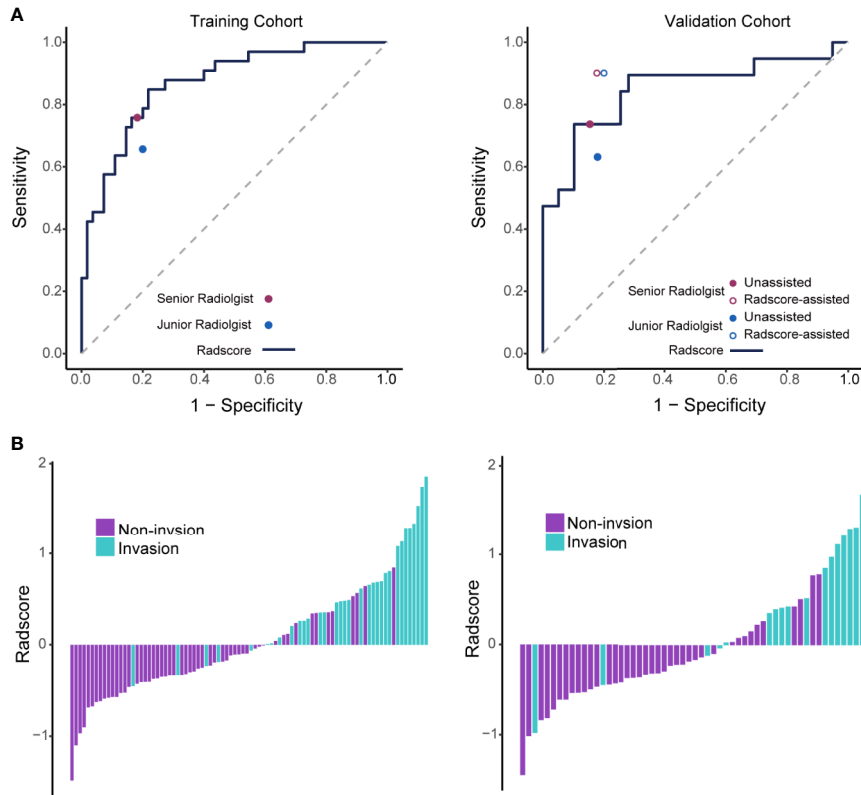 A
Training Cohort
1.0
0.8
0.6
0.4
0.2
0.0
Sensitivity
Senior Radiolgist
Junior Radiolgist
Radscore
0.0 0.2 0.4 0.6 0.8 1.0
1 − Specificity
Validation Cohort
1.0
0.8
0.6
0.4
0.2
0.0
Sensitivity
Senior Radiolgist
Unassisted
Radscore-assisted
Junior Radiolgist
Unassisted
Radscore-assisted
Radscore
0.0 0.2 0.4 0.6 0.8 1.0
1 − Specificity
B
2
1
0
−1
Radscore
Non-invsion
Invasion
2
1
0
−1
Radscore
Non-invsion
Invasion